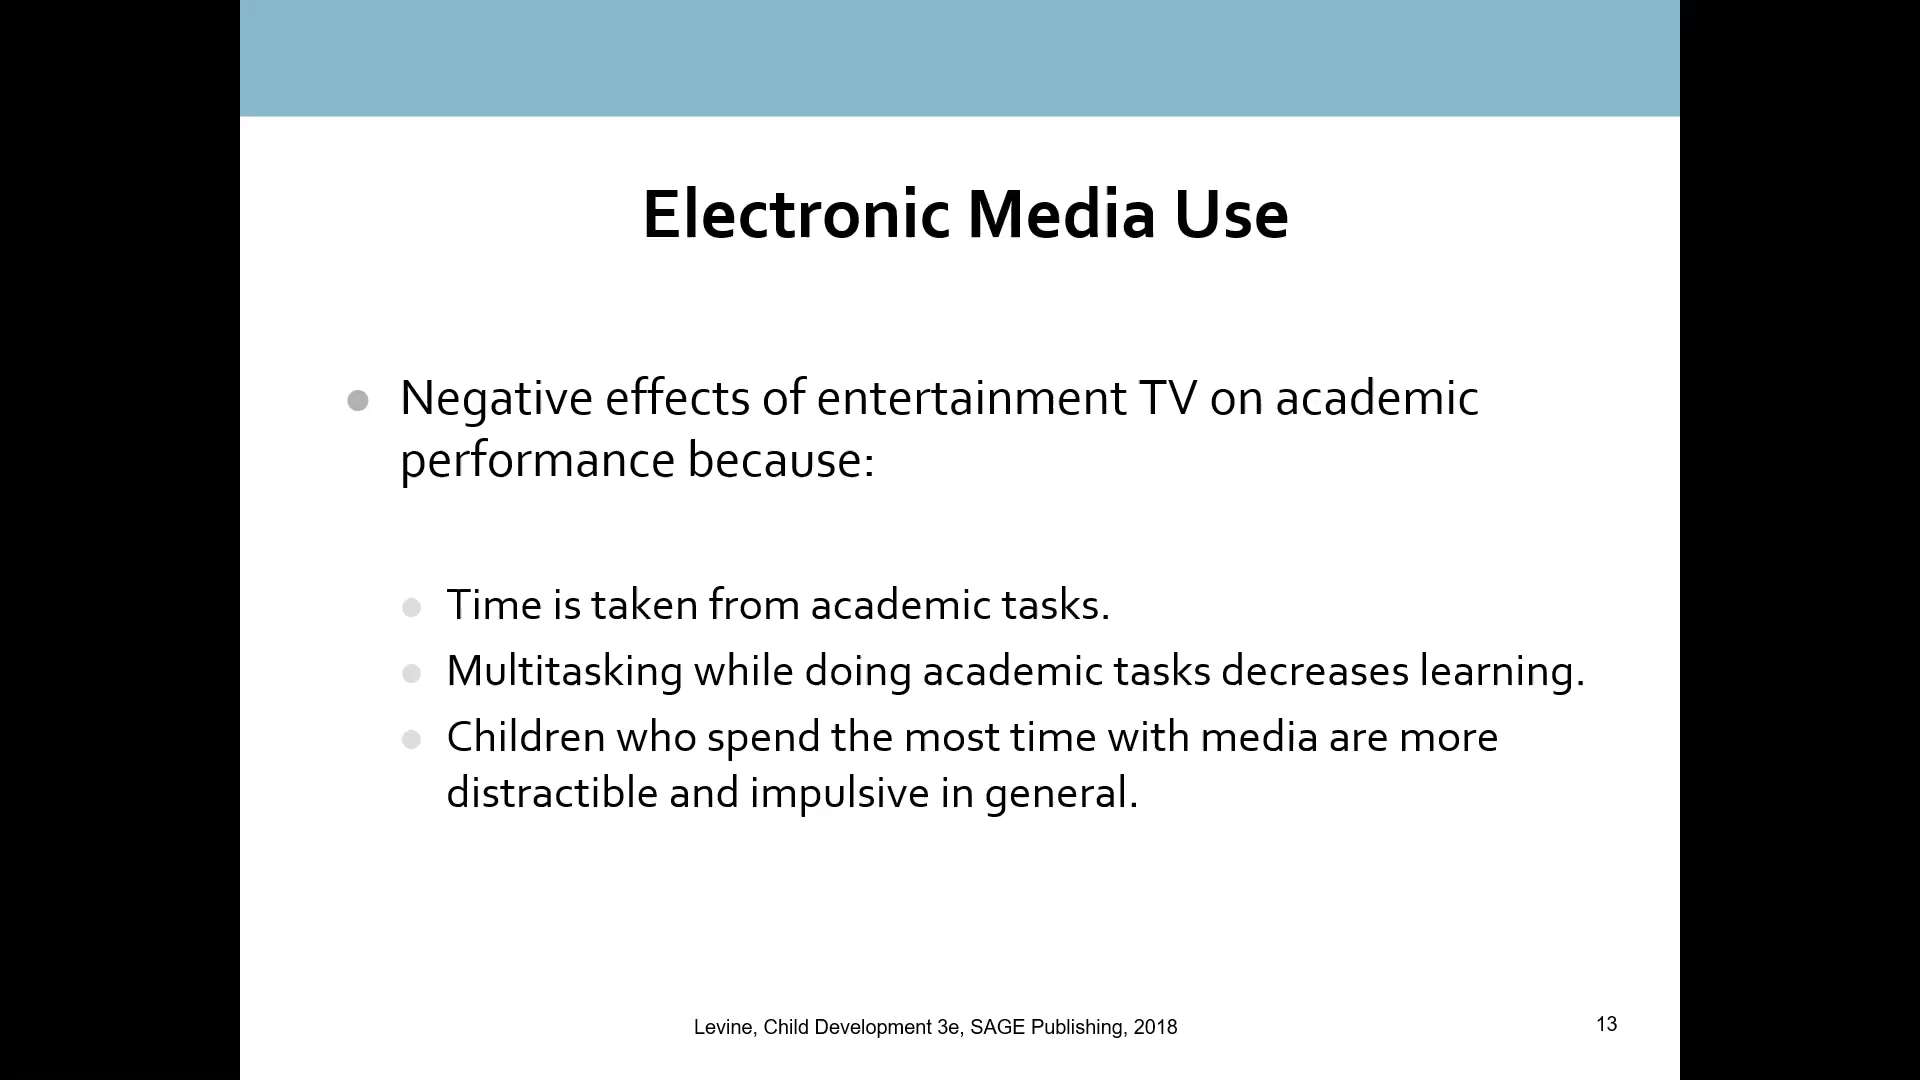 Electronic Media Use
Negative effects of entertainment TV on academic
performance because:
Time is taken from academic tasks.
Multitasking while doing academic tasks decreases learning.
Children who spend the most time with media are more
distractible and impulsive in general.
Levine, Child Development 3e, SAGE Publishing, 2018
13